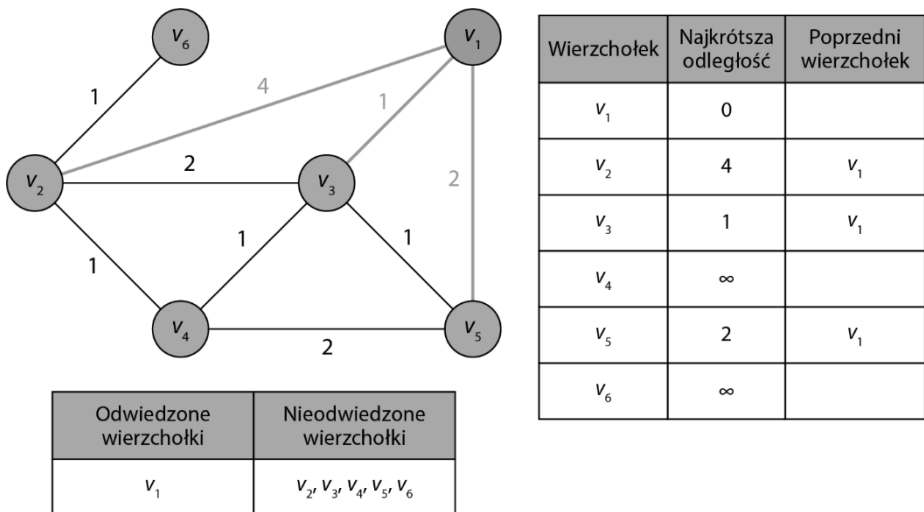 v₆
v₁
1
4
1
v₂
2
v₃
2
1
1
1
v₄
2
v₅
Wierzchołek Najkrótsza odległość Poprzedni wierzchołek
v₁ 0
v₂ 4 v₁
v₃ 1 v₁
v₄ ∞
v₅ 2 v₁
v₆ ∞
Odwiedzone wierzchołki Nieodwiedzone wierzchołki
v₁ v₂, v₃, v₄, v₅, v₆